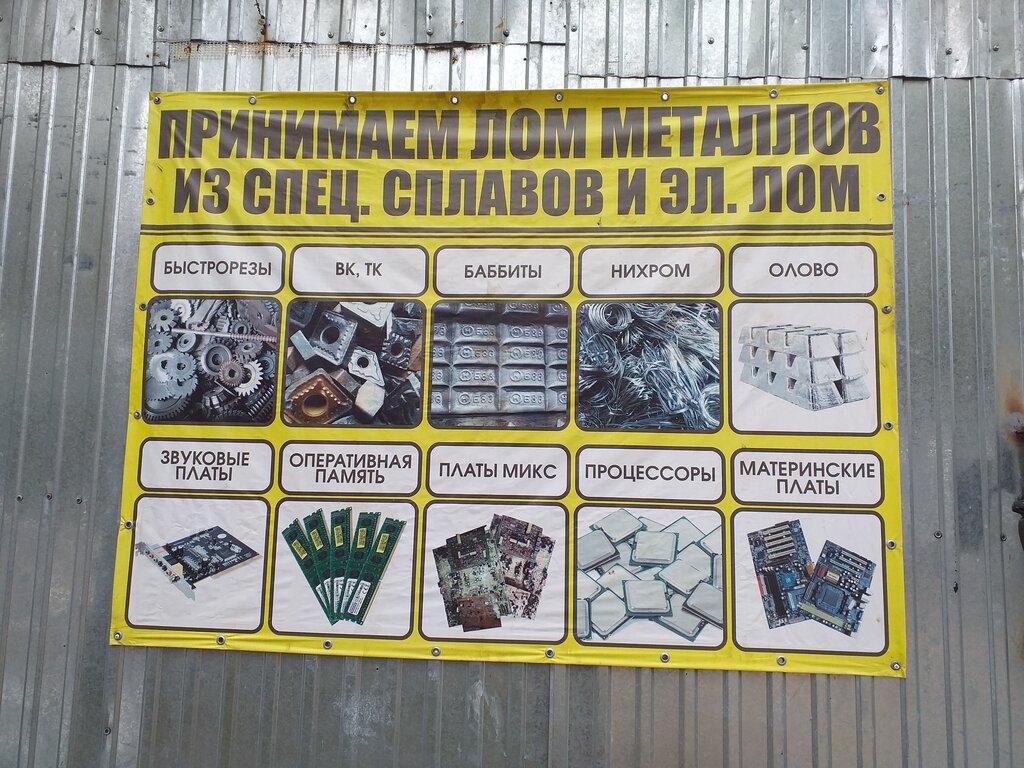 ПРИНИМАЕМ ЛОМ МЕТАЛЛОВ
ИЗ СПЕЦ. СПЛАВОВ И ЭЛ. ЛОМ
БЫСТРОРЕЗЫ
ВК, ТК
БАББИТЫ
НИХРОМ
ОЛОВО
ЗВУКОВЫЕ
ПЛАТЫ
ОПЕРАТИВНАЯ
ПАМЯТЬ
ПЛАТЫ МИКС
ПРОЦЕССОРЫ
МАТЕРИНСКИЕ
ПЛАТЫ